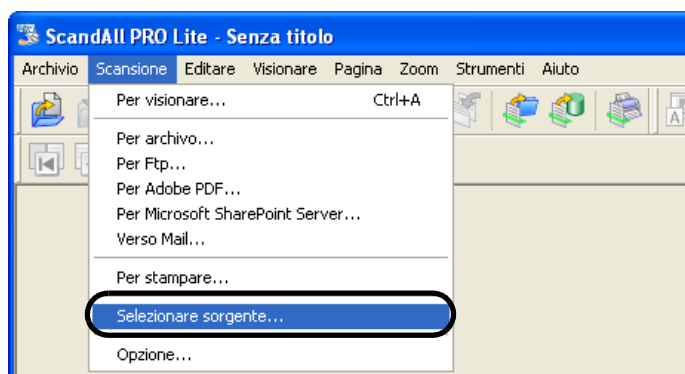 ScandAll PRO Lite - Senza titolo
Archivio Scansione Editare Visionare Pagina Zoom Strumenti Aiuto
Per visionare... Ctrl+A
Per archivo...
Per Ftp...
Per Adobe PDF...
Per Microsoft SharePoint Server...
Verso Mail...
Per stampare...
Selezionare sorgente...
Opzione...
A